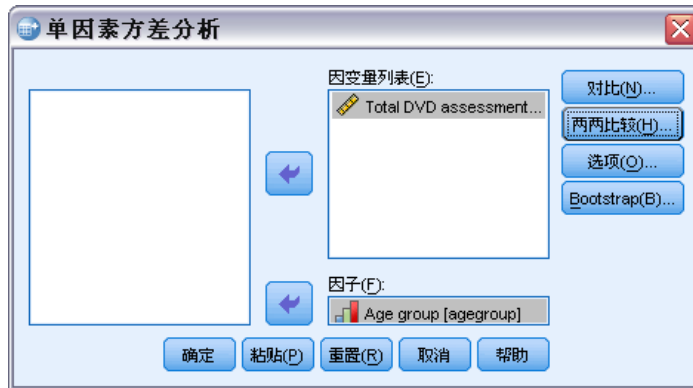 单因素方差分析
因变量列表(E):
Total DVD assessment...
对比(N)...
两两比较(H)...
选项(O)...
Bootstrap(B)...
因子(F):
Age group [agegroup]
确定
粘贴(P)
重置(R)
取消
帮助